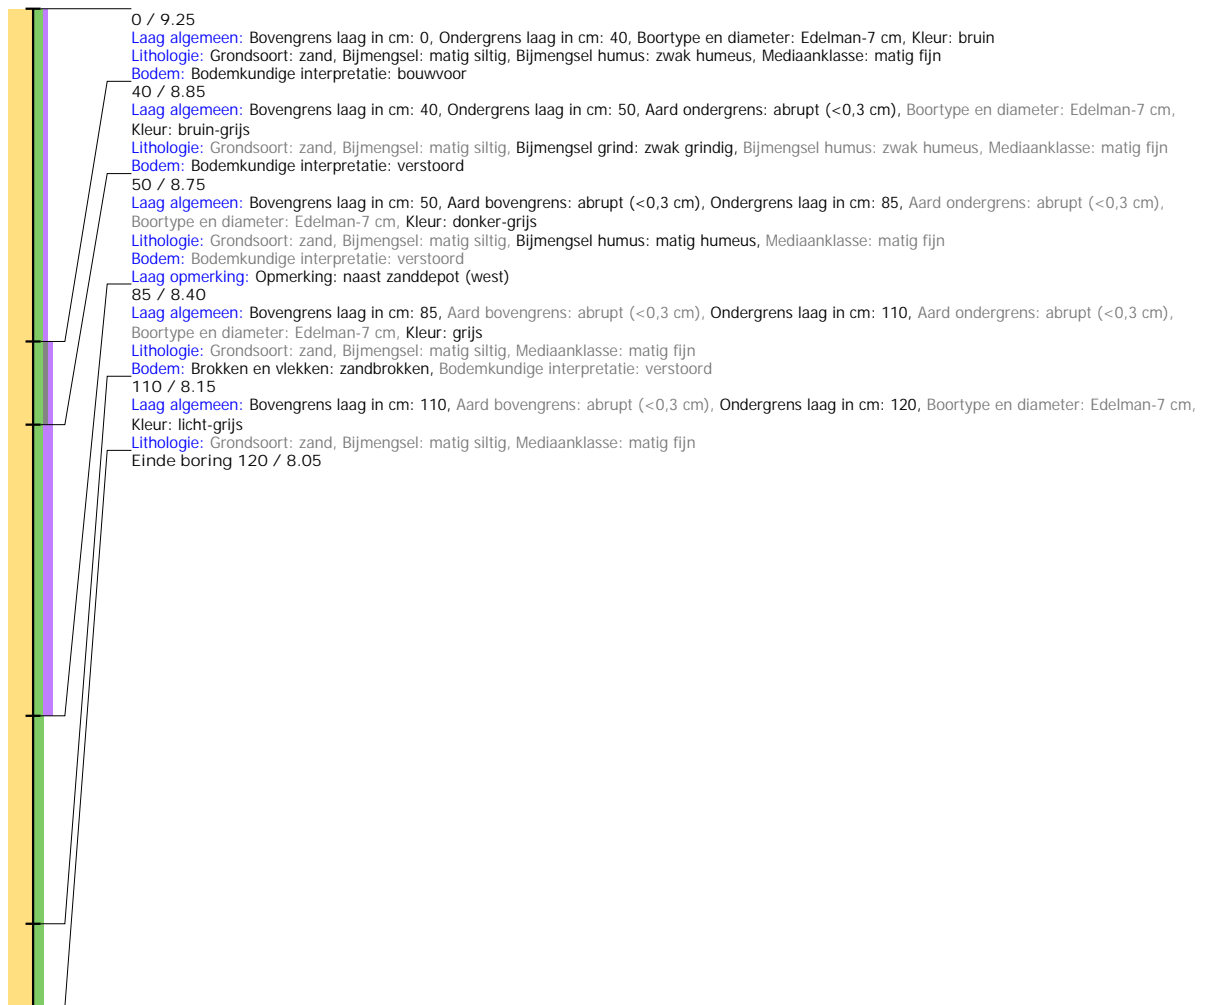 0 / 9.25
Laag algemeen: Bovengrens laag in cm: 0, Ondergrens laag in cm: 40, Boortype en diameter: Edelman-7 cm, Kleur: bruin
Lithologie: Grondsoort: zand, Bijmengsel: matig siltig, Bijmengsel humus: zwak humeus, Mediaanklasse: matig fijn
Bodem: Bodemkundige interpretatie: bouwvoor
40 / 8.85
Laag algemeen: Bovengrens laag in cm: 40, Ondergrens laag in cm: 50, Aard ondergrens: abrupt (<0,3 cm), Boortype en diameter: Edelman-7 cm,
Kleur: bruin-grijs
Lithologie: Grondsoort: zand, Bijmengsel: matig siltig, Bijmengsel grind: zwak grindig, Bijmengsel humus: zwak humeus, Mediaanklasse: matig fijn
Bodem: Bodemkundige interpretatie: verstoord
50 / 8.75
Laag algemeen: Bovengrens laag in cm: 50, Aard bovengrens: abrupt (<0,3 cm), Ondergrens laag in cm: 85, Aard ondergrens: abrupt (<0,3 cm),
Boortype en diameter: Edelman-7 cm, Kleur: donker-grijs
Lithologie: Grondsoort: zand, Bijmengsel: matig siltig, Bijmengsel humus: matig humeus, Mediaanklasse: matig fijn
Bodem: Bodemkundige interpretatie: verstoord
Laag opmerking: Opmerking: naast zanddepot (west)
85 / 8.40
Laag algemeen: Bovengrens laag in cm: 85, Aard bovengrens: abrupt (<0,3 cm), Ondergrens laag in cm: 110, Aard ondergrens: abrupt (<0,3 cm),
Boortype en diameter: Edelman-7 cm, Kleur: grijs
Lithologie: Grondsoort: zand, Bijmengsel: matig siltig, Mediaanklasse: matig fijn
Bodem: Brokken en vlekken: zandbrokken, Bodemkundige interpretatie: verstoord
110 / 8.15
Laag algemeen: Bovengrens laag in cm: 110, Aard bovengrens: abrupt (<0,3 cm), Ondergrens laag in cm: 120, Boortype en diameter: Edelman-7 cm,
Kleur: licht-grijs
Lithologie: Grondsoort: zand, Bijmengsel: matig siltig, Mediaanklasse: matig fijn
Einde boring 120 / 8.05